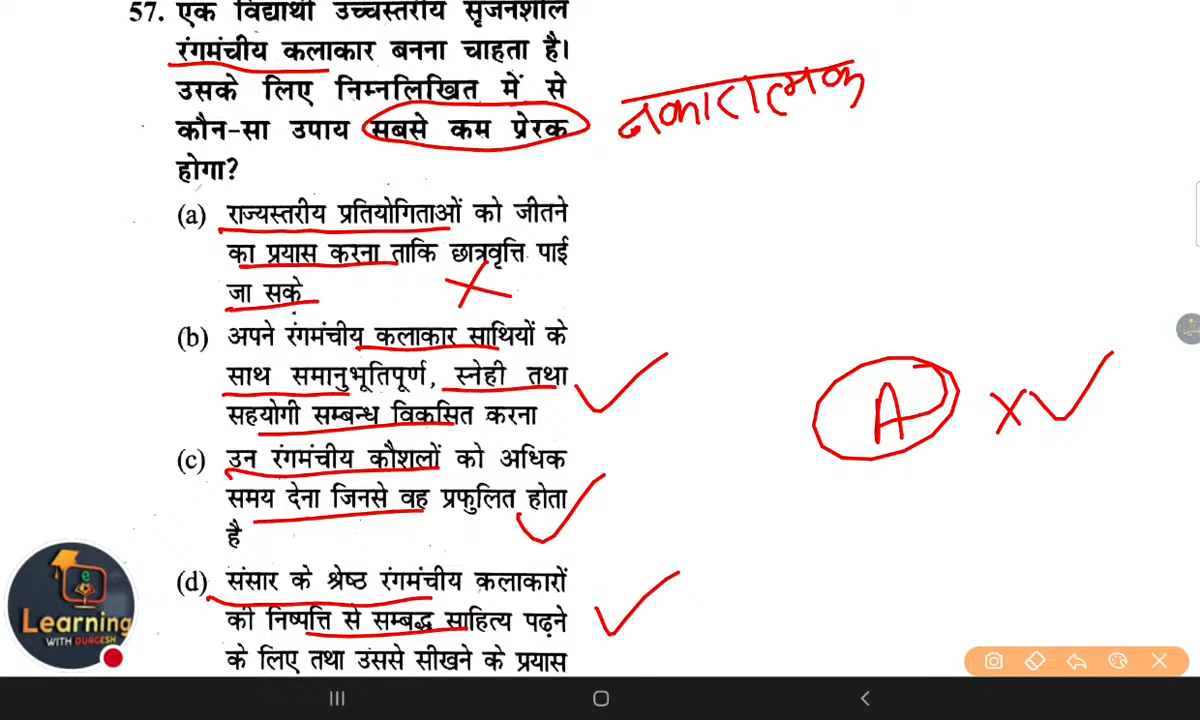 57. एक विद्यार्थी उच्चस्तरीय सृजनशील
रंगमंचीय कलाकार बनना चाहता है।
उसके लिए निम्नलिखित में से
कौन-सा उपाय सबसे कम प्रेरक
होगा?
नकारात्मक
(a) राज्यस्तरीय प्रतियोगिताओं को जीतने
का प्रयास करना ताकि छात्रवृत्ति पाई
जा सके
(b) अपने रंगमंचीय कलाकार साथियों के
साथ समानुभूतिपूर्ण, स्नेही तथा
सहयोगी सम्बन्ध विकसित करना
A
(c) उन रंगमंचीय कौशलों को अधिक
समय देना जिनसे वह प्रफुलित होता
है
(d) संसार के श्रेष्ठ रंगमंचीय कलाकारों
की निष्पत्ति से सम्बद्ध साहित्य पढ़ने
के लिए तथा उससे सीखने के प्रयास
e
Learning
WITH DURGESH